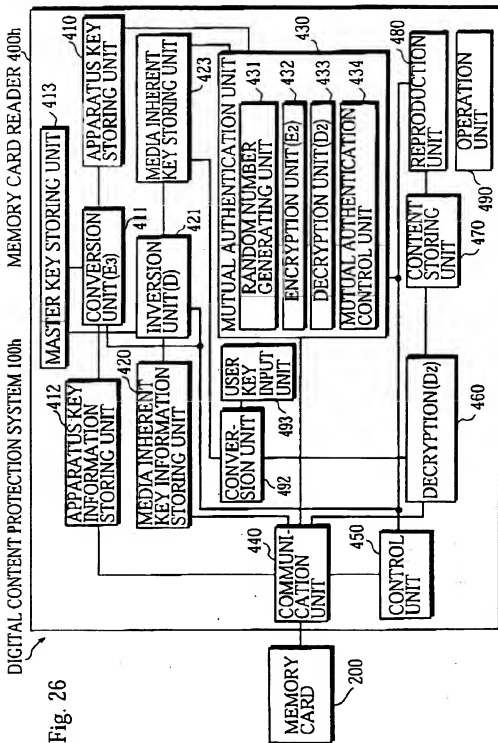 Fig. 26
DIGITAL CONTENT PROTECTION SYSTEM 100h
MEMORY CARD READER 400h
413
MASTER KEY STORING UNIT
412
APPARATUS KEY
INFORMATION
STORING UNIT
411
CONVERSION
UNIT(E3)
410
APPARATUS KEY
STORING UNIT
420
MEDIA INHERENT
KEY INFORMATION
STORING UNIT
421
INVERSION
UNIT(D)
423
MEDIA INHERENT
KEY STORING UNIT
430
MUTUAL AUTHENTICATION UNIT
431
RANDOM NUMBER
GENERATING UNIT
432
ENCRYPTION UNIT(E2)
433
DECRYPTION UNIT(D2)
434
MUTUAL AUTHENTICATION
CONTROL UNIT
CONVER-
SION UNIT
492
USER KEY
INPUT
UNIT
493
200
MEMORY
CARD
440
COMMUNI-
CATION
UNIT
450
CONTROL
UNIT
460
DECRYPTION(D2)
470
CONTENT
STORING
UNIT
480
REPRODUCTION
UNIT
490
OPERATION
UNIT